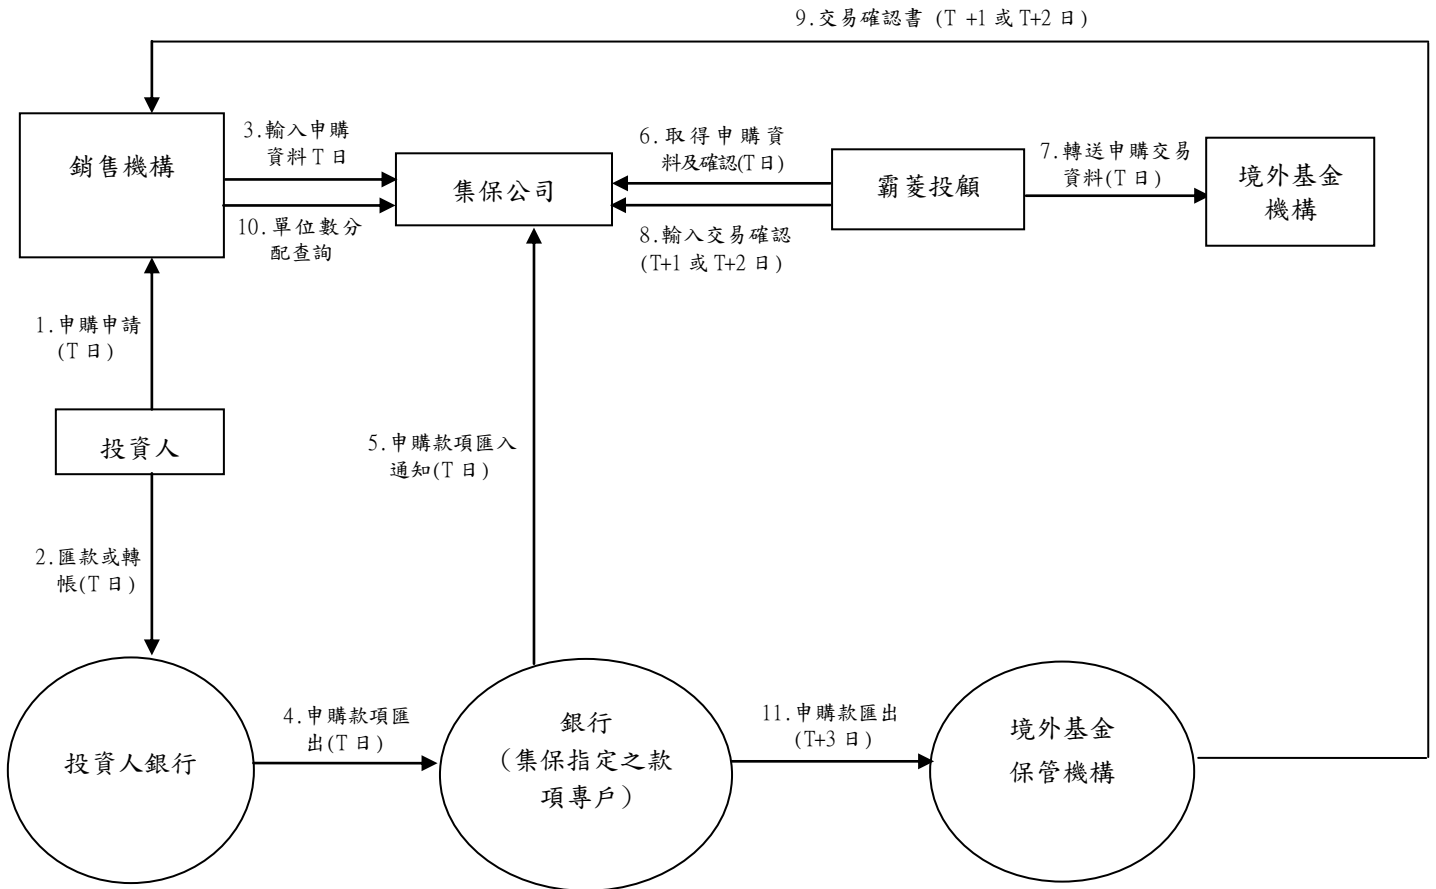 9.交易確認書 (T +1 或 T+2 日)
銷售機構
3.輸入申購
資料 T 日
10.單位數分
配查詢
集保公司
6.取得申購資
料及確認(T 日)
8.輸入交易確認
(T+1 或 T+2 日)
霸菱投顧
7.轉送申購交易
資料(T 日)
境外基金
機構
1.申購申請
(T 日)
投資人
5.申購款項匯入
通知(T 日)
2.匯款或轉
帳(T 日)
投資人銀行
4.申購款項匯
出(T 日)
銀行
（集保指定之款
項專戶）
11.申購款匯出
(T+3 日)
境外基金
保管機構